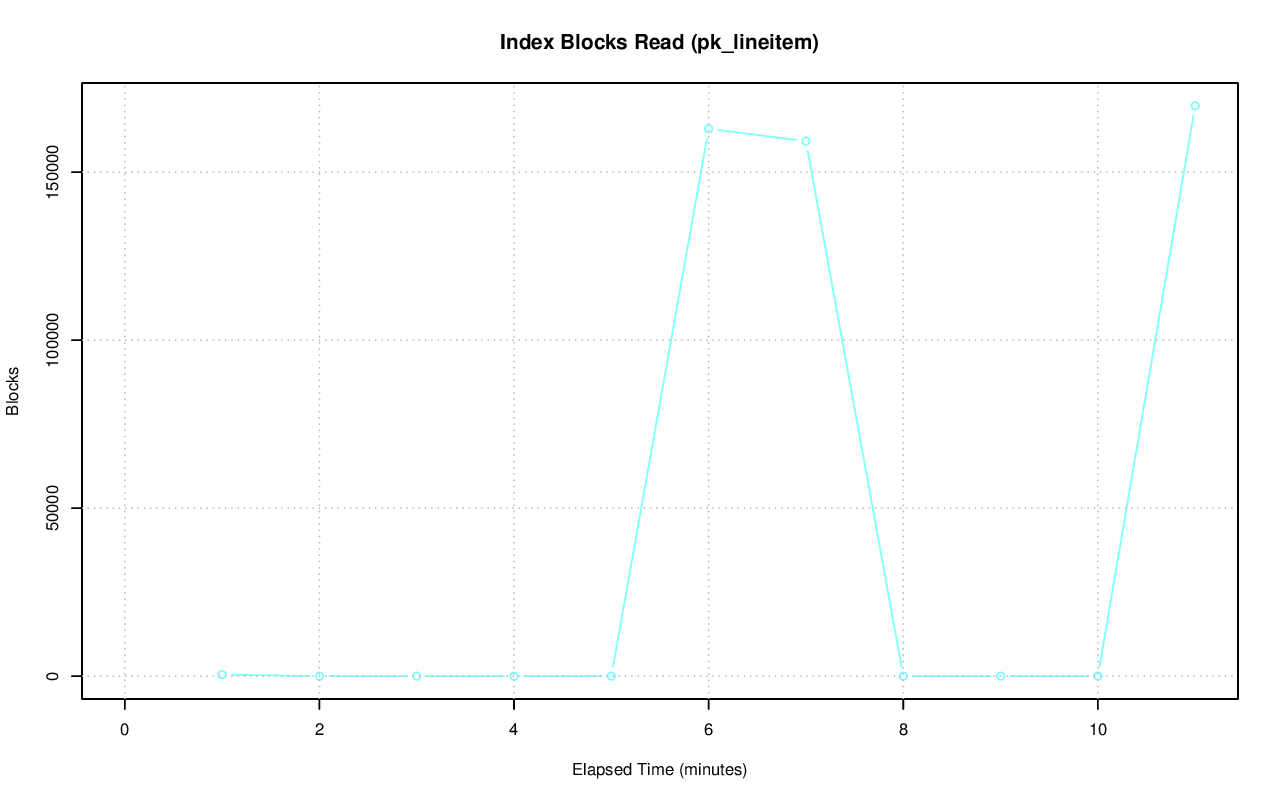 Index Blocks Read (pk_lineitem)
150000
100000
50000
0
Blocks
0 2 4 6 8 10
Elapsed Time (minutes)